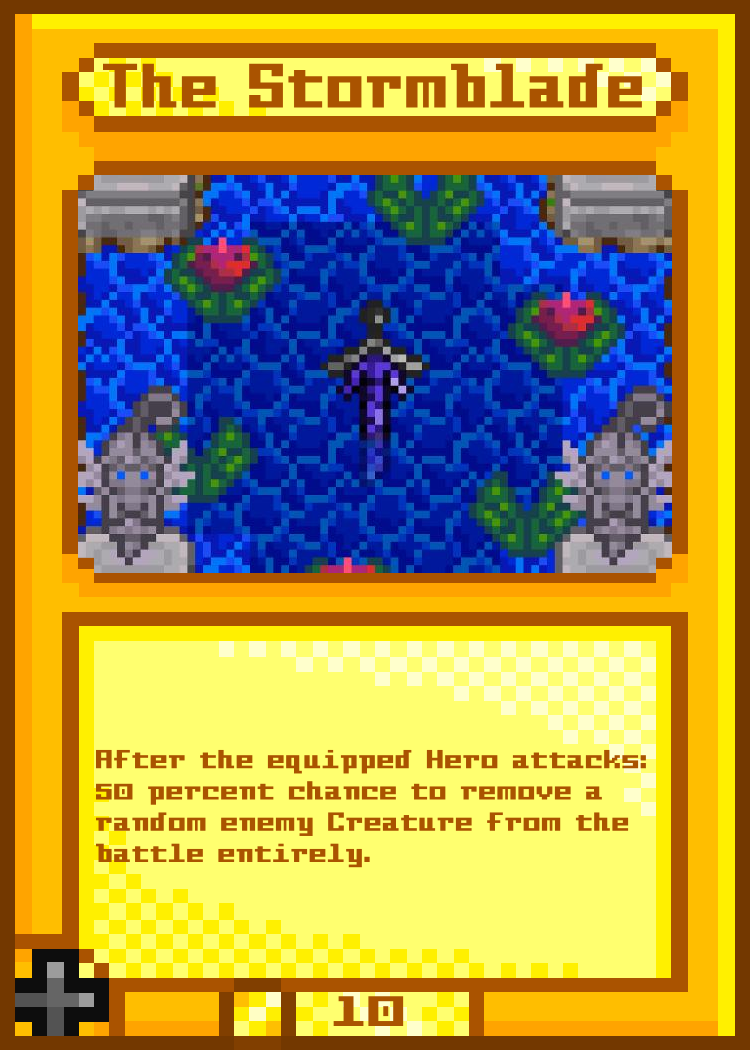 The Stormblade
After the equipped Hero attacks:
50 percent chance to remove a
random enemy Creature from the
battle entirely.
10